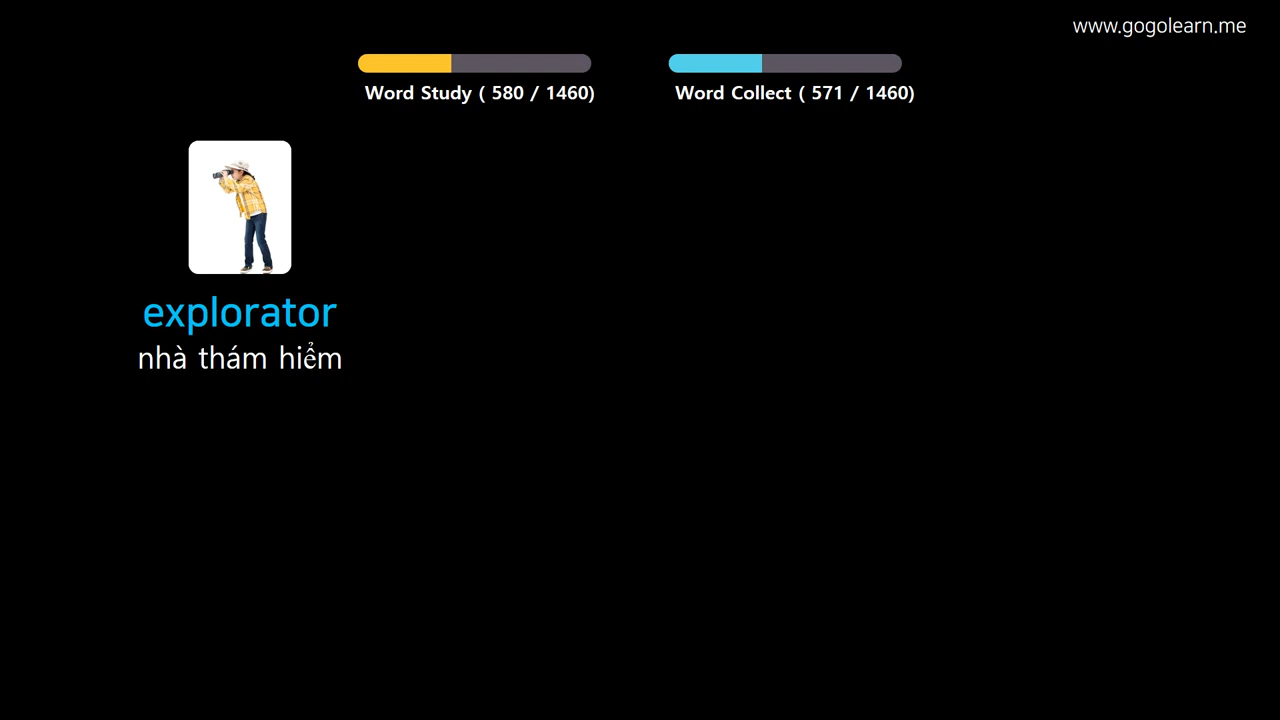 www.gogolearn.me
Word Study ( 580 / 1460)
Word Collect ( 571 / 1460)
explorator
nhà thám hiểm